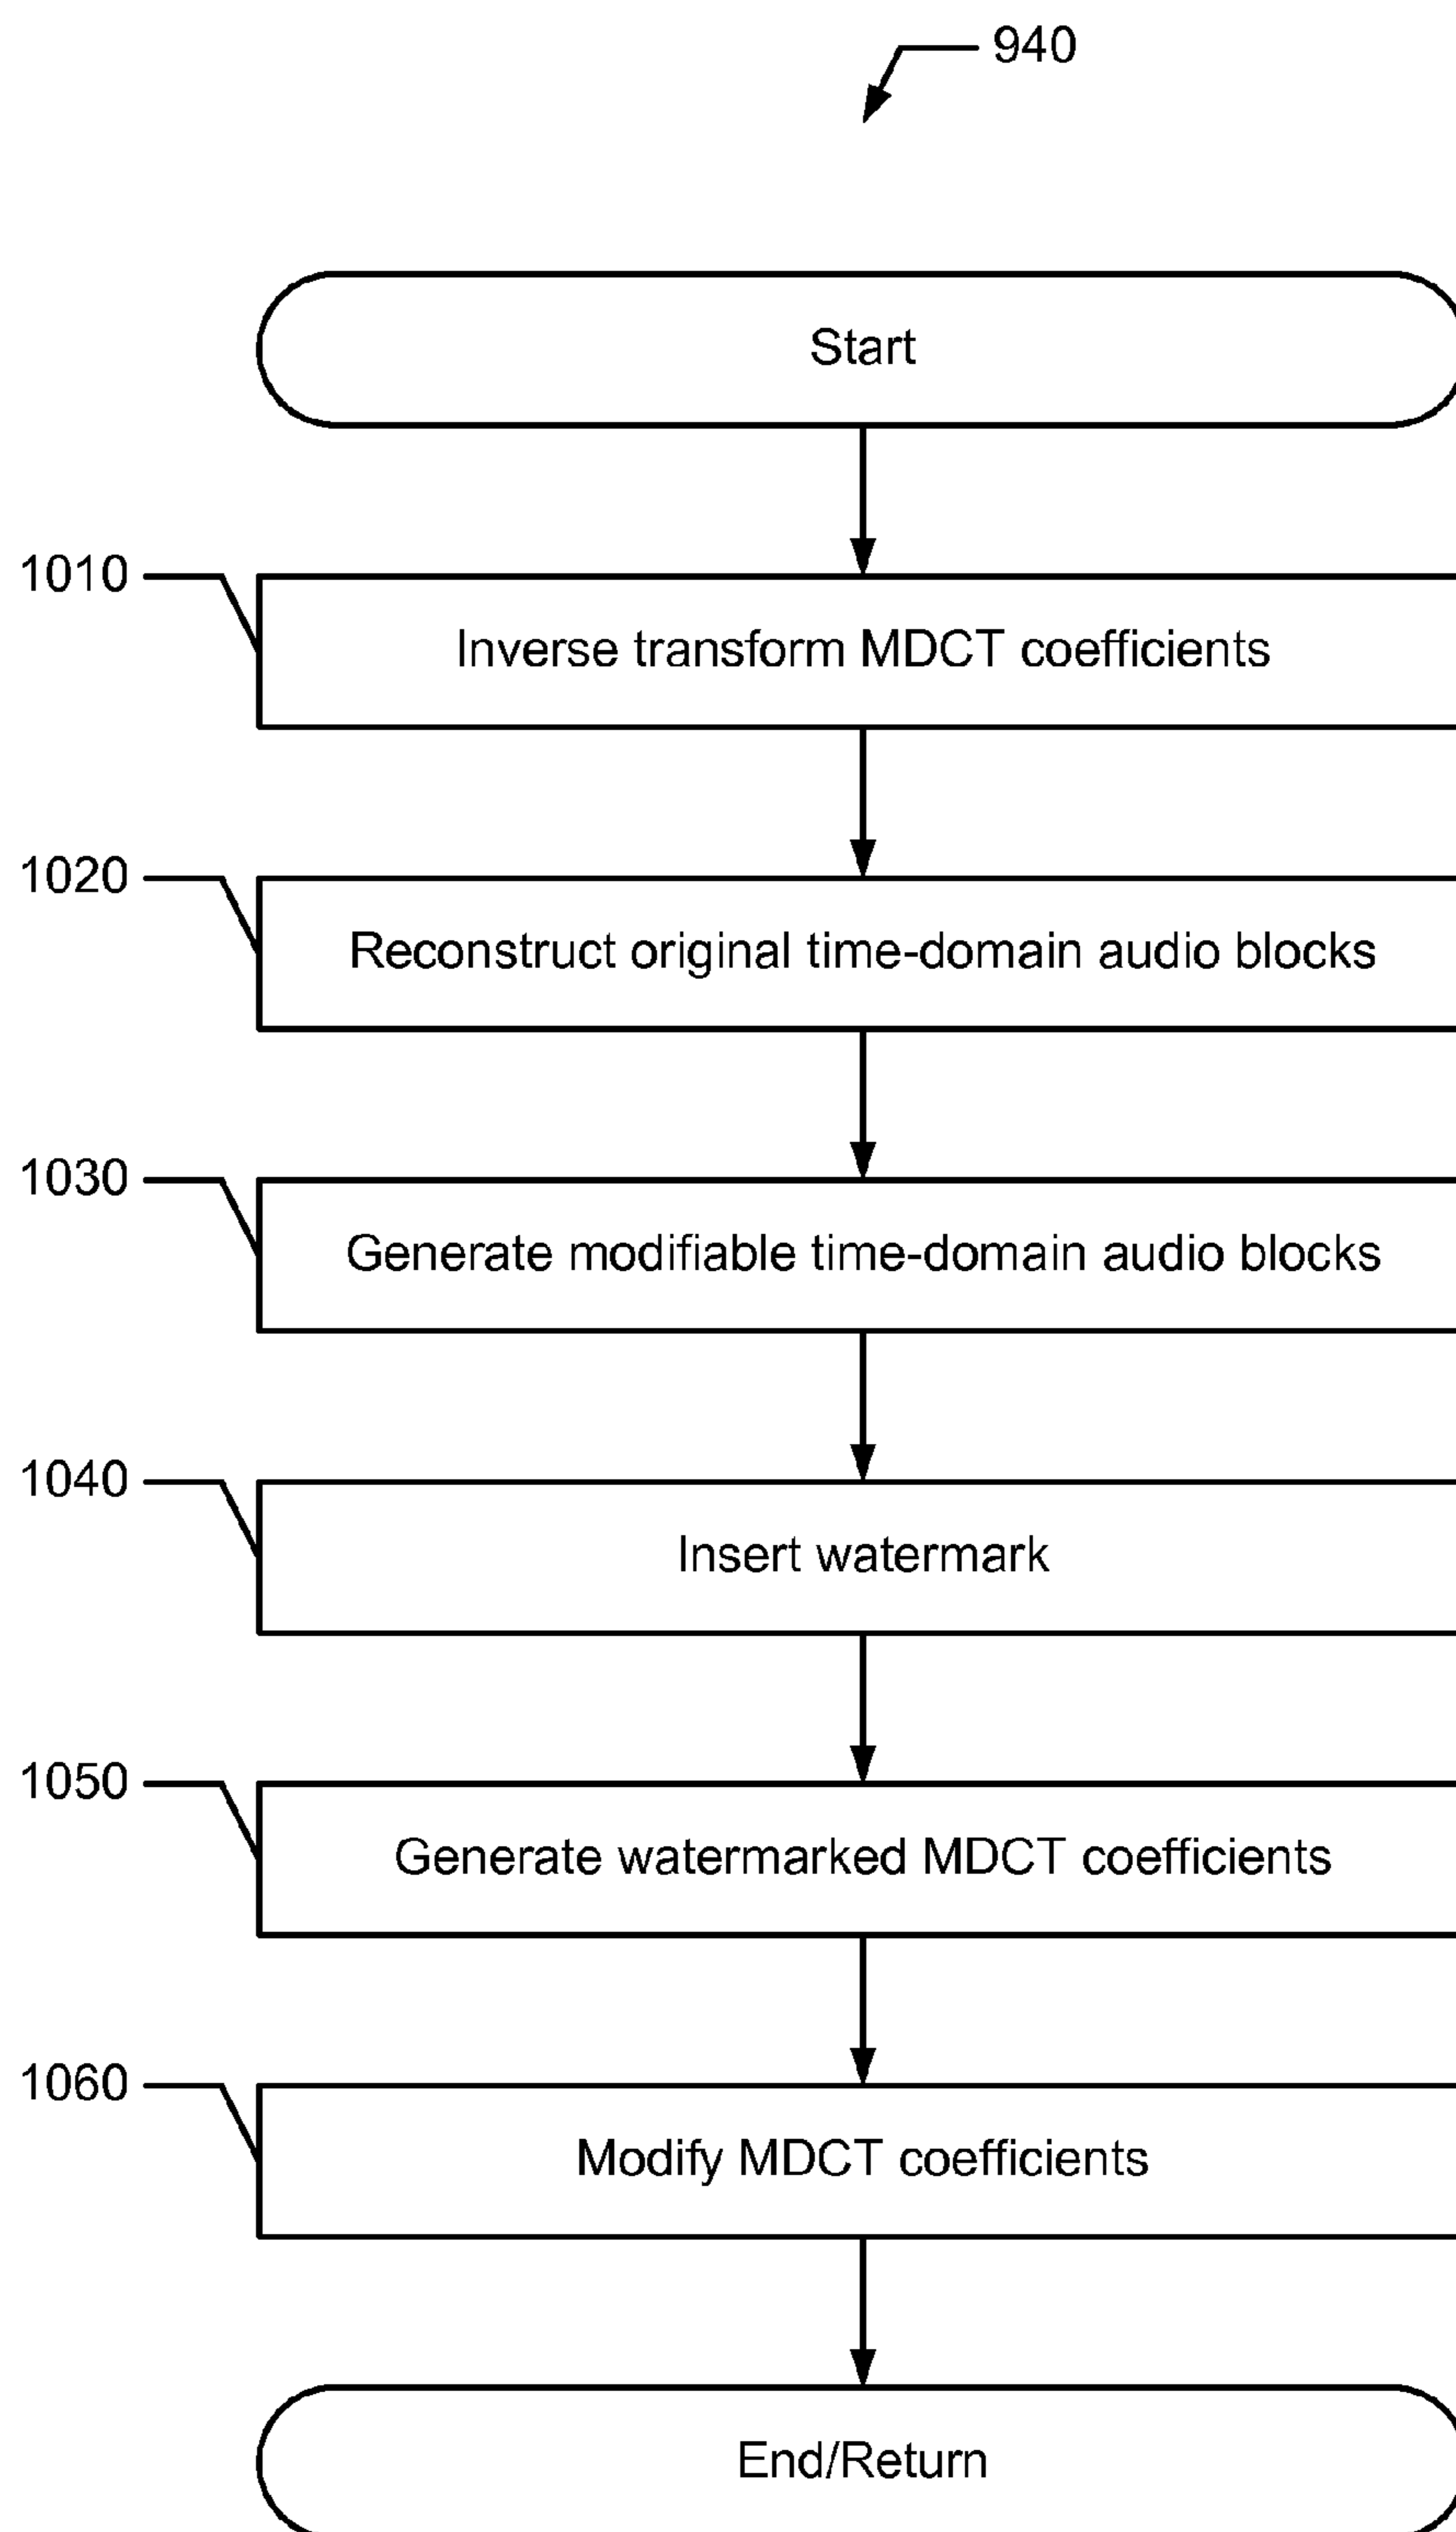 940
Start
1010
Inverse transform MDCT coefficients
1020
Reconstruct original time-domain audio blocks
1030
Generate modifiable time-domain audio blocks
1040
Insert watermark
1050
Generate watermarked MDCT coefficients
1060
Modify MDCT coefficients
End/Return